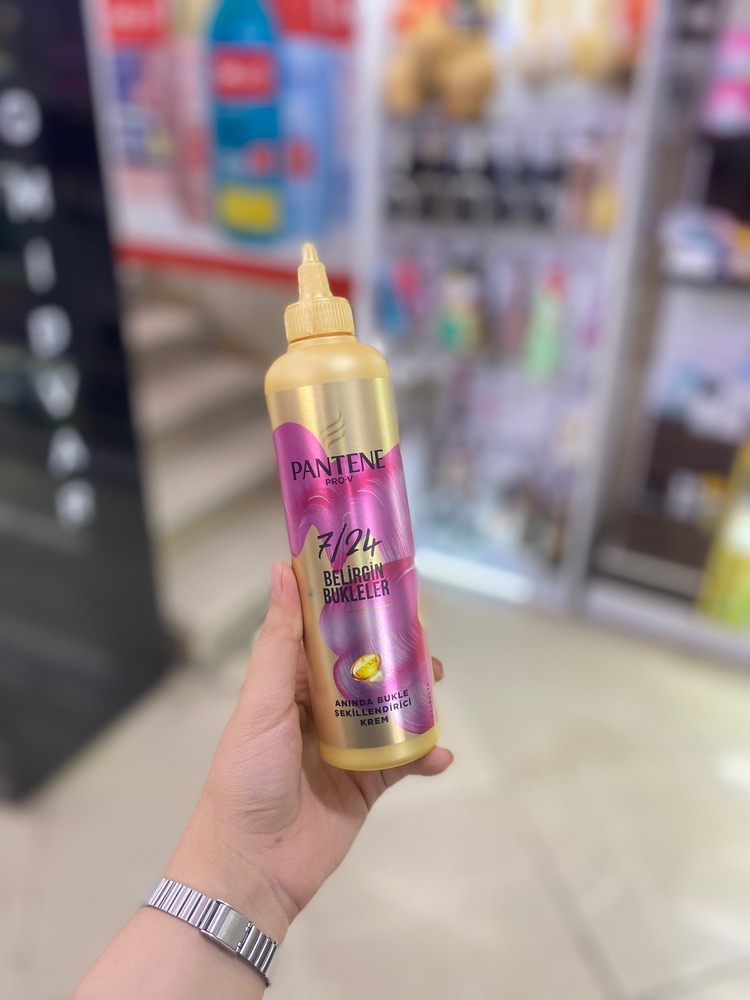 PANTENE
PRO-V
7/24
BELİRGİN
BUKLELER
ANINDA BUKLE
ŞEKİLLENDİRİCİ
KREM